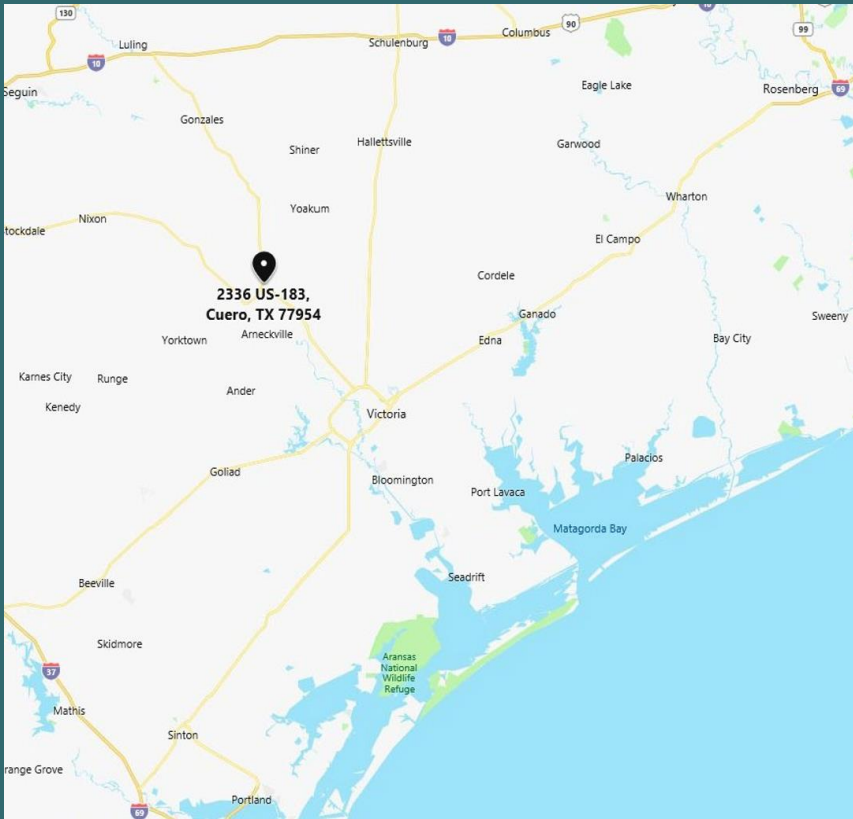 130
90
99
Luling
Schulenburg
10
Columbus
10
Seguin
Eagle Lake
Rosenberg
69
Gonzales
Shiner
Hallettsville
Garwood
Wharton
Nixon
Yoakum
tockdale
El Campo
Cordele
2336 US-183,
Cuero, TX 77954
Ganado
Sweeny
Yorktown
Arneckville
Edna
Bay City
Karnes City
Runge
Ander
Kenedy
Victoria
Goliad
Bloomington
Palacios
Port Lavaca
Matagorda Bay
Beeville
Seadrift
Skidmore
Aransas
National
Wildlife
Refuge
37
Mathis
Sinton
range Grove
Portland
69